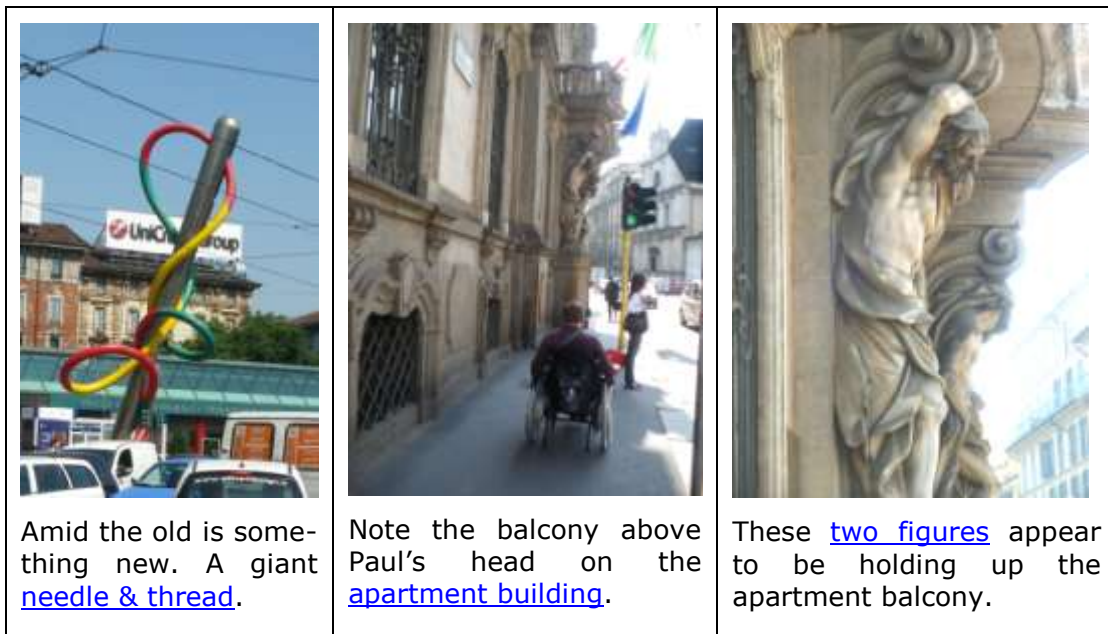 UniCredit Group
Amid the old is some-
thing new. A giant
needle & thread.
Note the balcony above
Paul's head on the
apartment building.
These two figures appear
to be holding up the
apartment balcony.